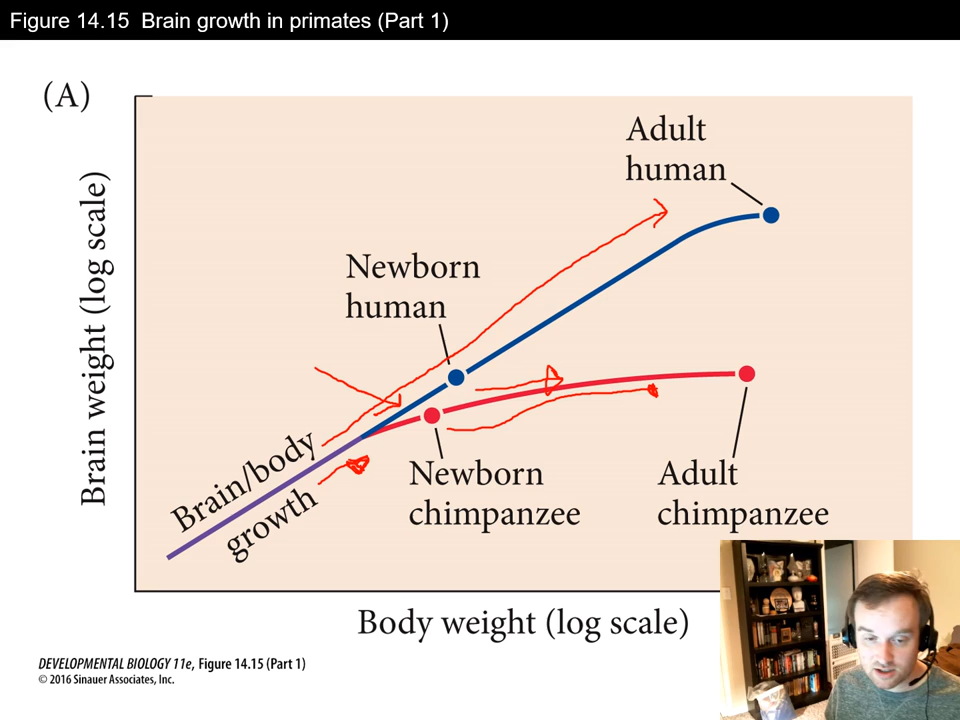 Figure 14.15 Brain growth in primates (Part 1)
(A)
Brain weight (log scale)
Adult
human
Newborn
human
Brain/body
growth
Newborn
chimpanzee
Adult
chimpanzee
Body weight (log scale)
DEVELOPMENTAL BIOLOGY 11e, Figure 14.15 (Part 1)
© 2016 Sinauer Associates, Inc.